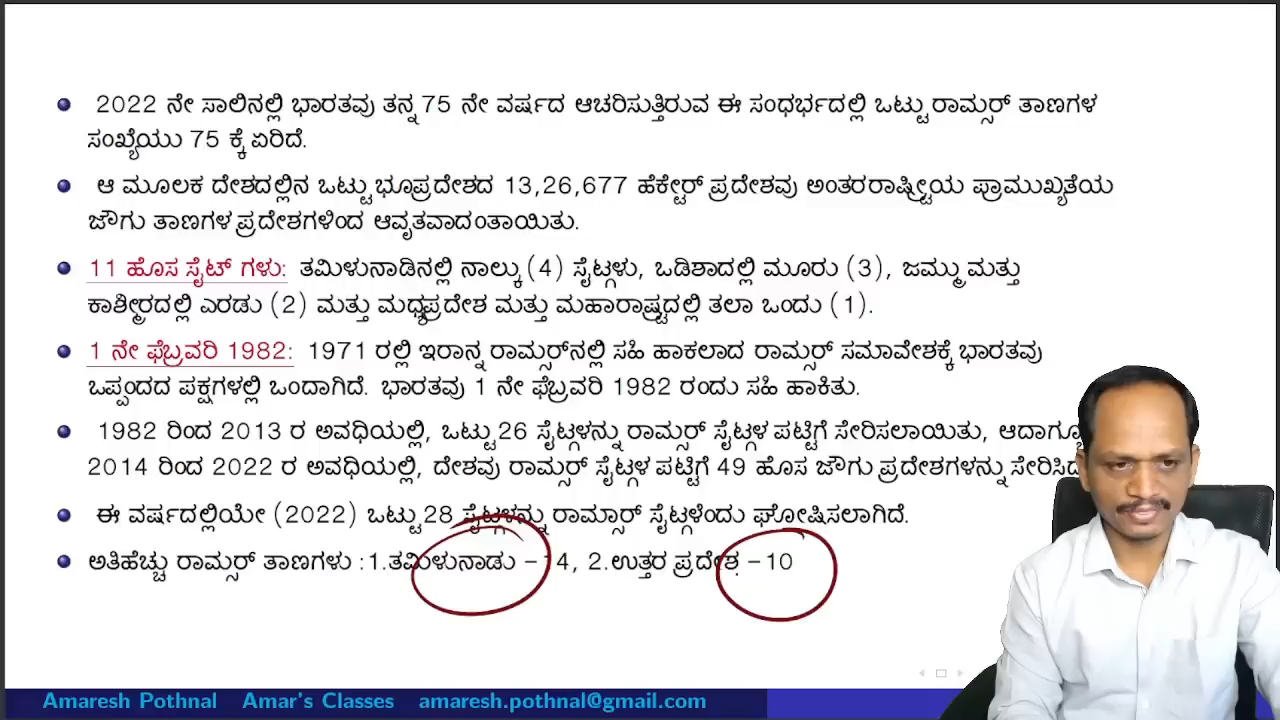 2022 ನೇ ಸಾಲಿನಲ್ಲಿ ಭಾರತವು ತನ್ನ 75 ನೇ ವರ್ಷದ ಆಚರಿಸುತ್ತಿರುವ ಈ ಸಂಧರ್ಭದಲ್ಲಿ ಒಟ್ಟು ರಾಮ್ಸರ್ ತಾಣಗಳ
ಸಂಖ್ಯೆಯು 75 ಕ್ಕೆ ಏರಿದೆ.
ಆ ಮೂಲಕ ದೇಶದಲ್ಲಿನ ಒಟ್ಟು ಭೂಪ್ರದೇಶದ 13,26,677 ಹೆಕ್ಟೇರ್ ಪ್ರದೇಶವು ಅಂತರರಾಷ್ಟ್ರೀಯ ಪ್ರಾಮುಖ್ಯತೆಯ
ಜೌಗು ತಾಣಗಳ ಪ್ರದೇಶಗಳಿಂದ ಆವೃತವಾದಂತಾಯಿತು.
11 ಹೊಸ ಸೈಟ್ ಗಳು: ತಮಿಳುನಾಡಿನಲ್ಲಿ ನಾಲ್ಕು (4) ಸೈಟ್ಗಳು, ಒಡಿಶಾದಲ್ಲಿ ಮೂರು (3), ಜಮ್ಮು ಮತ್ತು
ಕಾಶ್ಮೀರದಲ್ಲಿ ಎರಡು (2) ಮತ್ತು ಮಧ್ಯಪ್ರದೇಶ ಮತ್ತು ಮಹಾರಾಷ್ಟ್ರದಲ್ಲಿ ತಲಾ ಒಂದು (1).
1 ನೇ ಫೆಬ್ರವರಿ 1982: 1971 ರಲ್ಲಿ ಇರಾನ್ನ ರಾಮ್ಸರ್‌ನಲ್ಲಿ ಸಹಿ ಹಾಕಲಾದ ರಾಮ್ಸರ್ ಸಮಾವೇಶಕ್ಕೆ ಭಾರತವು
ಒಪ್ಪಂದದ ಪಕ್ಷಗಳಲ್ಲಿ ಒಂದಾಗಿದೆ. ಭಾರತವು 1 ನೇ ಫೆಬ್ರವರಿ 1982 ರಂದು ಸಹಿ ಹಾಕಿತು.
1982 ರಿಂದ 2013 ರ ಅವಧಿಯಲ್ಲಿ, ಒಟ್ಟು 26 ಸೈಟ್ಗಳನ್ನು ರಾಮ್ಸರ್ ಸೈಟ್ಗಳ ಪಟ್ಟಿಗೆ ಸೇರಿಸಲಾಯಿತು,
2014 ರಿಂದ 2022 ರ ಅವಧಿಯಲ್ಲಿ, ದೇಶವು ರಾಮ್ಸರ್ ಸೈಟ್ಗಳ ಪಟ್ಟಿಗೆ 49 ಹೊಸ ಜೌಗು ಪ್ರದೇಶಗಳನ್ನು
ಈ ವರ್ಷದಲ್ಲಿಯೇ (2022) ಒಟ್ಟು 28 ಸೈಟ್ಗಳನ್ನು ರಾಮ್ಸಾರ್ ಸೈಟ್ಗಳೆಂದು ಘೋಷಿಸಲಾಗಿದೆ.
ಅತಿಹೆಚ್ಚು ರಾಮ್ಸರ್ ತಾಣಗಳು :1.ತಮಿಳುನಾಡು –14, 2.ಉತ್ತರ ಪ್ರದೇಶ –10
Amaresh Pothnal Amar's Classes amaresh.pothnal@gmail.com